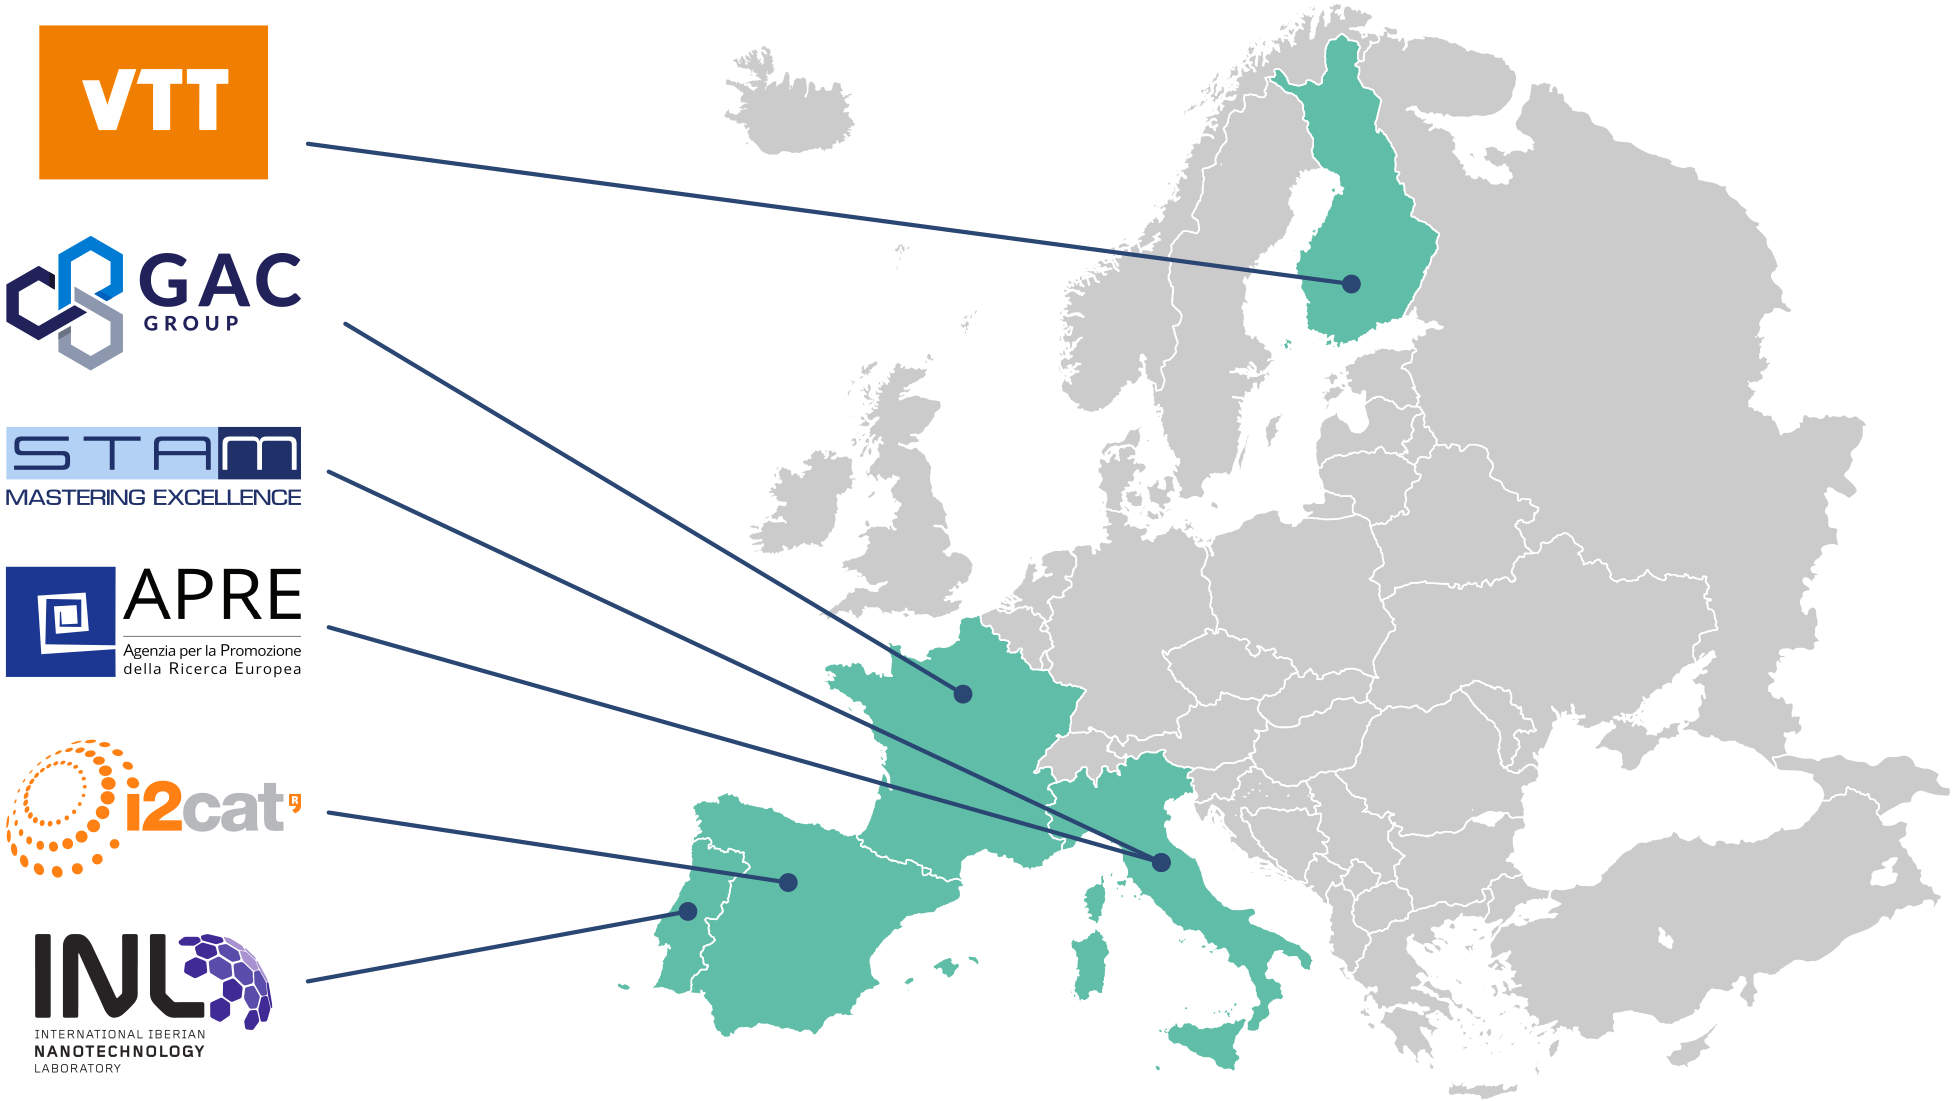 VTT
GAC
GROUP
STAM
MASTERING EXCELLENCE
APRE
Agenzia per la Promozione
della Ricerca Europea
i2cat
R
INL
INTERNATIONAL IBERIAN
NANOTECHNOLOGY
LABORATORY